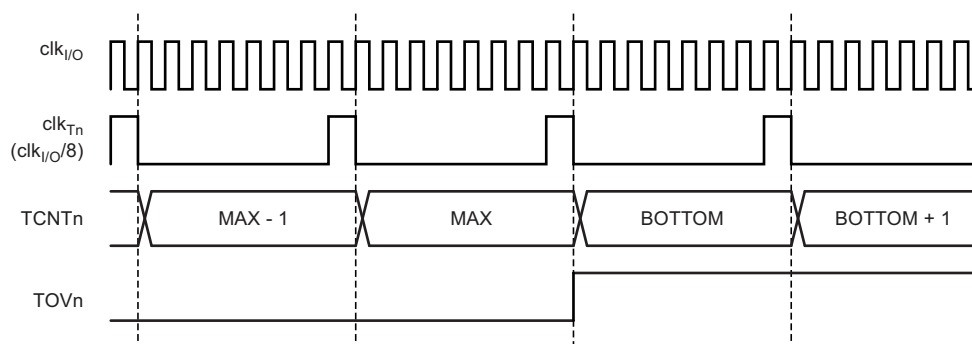 clkI/O
clkTn
(clkI/O/8)
TCNTn
MAX - 1
MAX
BOTTOM
BOTTOM + 1
TOVn